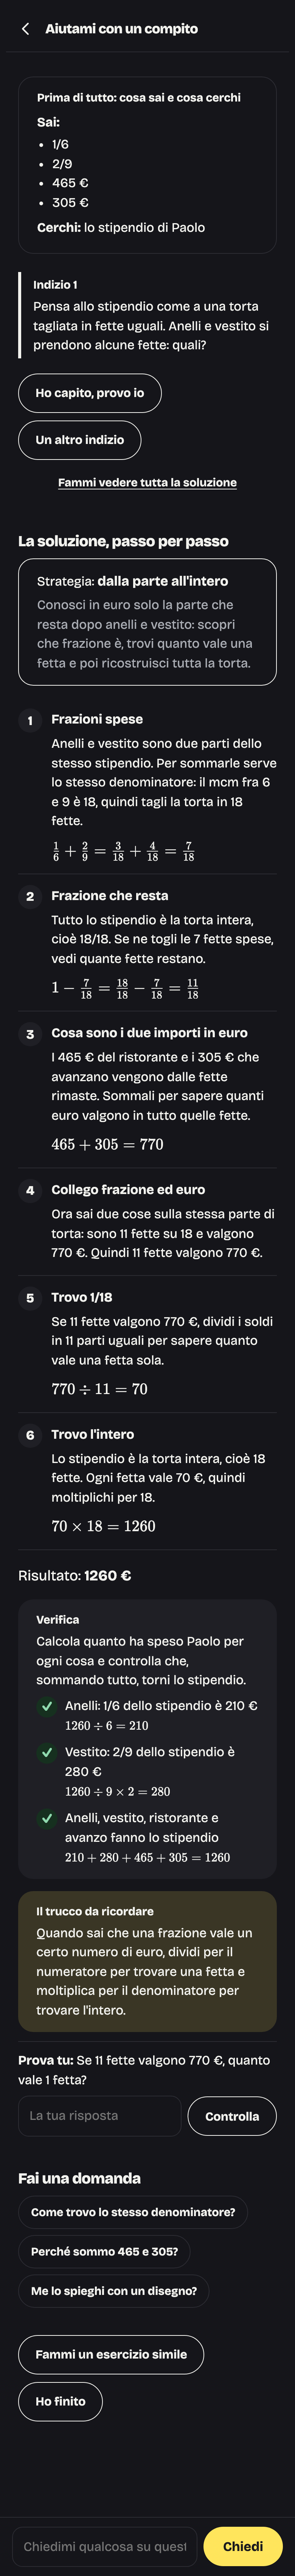 Aiutami con un compito
Prima di tutto: cosa sai e cosa cerchi
Sai:
• 1/6
• 2/9
• 465 €
• 305 €
Cerchi: lo stipendio di Paolo
Indizio 1
Pensa allo stipendio come a una torta
tagliata in fette uguali. Anelli e vestito si
prendono alcune fette: quali?
Ho capito, provo io
Un altro indizio
Fammi vedere tutta la soluzione
La soluzione, passo per passo
Strategia: dalla parte all'intero
Conosci in euro solo la parte che
resta dopo anelli e vestito: scopri
che frazione è, trovi quanto vale una
fetta e poi ricostruisci tutta la torta.
1 Frazioni spese
Anelli e vestito sono due parti dello
stesso stipendio. Per sommarle serve
lo stesso denominatore: il mcm fra 6
e 9 è 18, quindi tagli la torta in 18
fette.
1/6 + 2/9 = 3/18 + 4/18 = 7/18
2 Frazione che resta
Tutto lo stipendio è la torta intera,
cioè 18/18. Se ne togli le 7 fette spese,
vedi quante fette restano.
1 − 7/18 = 18/18 − 7/18 = 11/18
3 Cosa sono i due importi in euro
I 465 € del ristorante e i 305 € che
avanzano vengono dalle fette
rimaste. Sommali per sapere quanti
euro valgono in tutto quelle fette.
465 + 305 = 770
4 Collego frazione ed euro
Ora sai due cose sulla stessa parte di
torta: sono 11 fette su 18 e valgono
770 €. Quindi 11 fette valgono 770 €.
5 Trovo 1/18
Se 11 fette valgono 770 €, dividi i soldi
in 11 parti uguali per sapere quanto
vale una fetta sola.
770 ÷ 11 = 70
6 Trovo l'intero
Lo stipendio è la torta intera, cioè 18
fette. Ogni fetta vale 70 €, quindi
moltiplichi per 18.
70 × 18 = 1260
Risultato: 1260 €
Verifica
Calcola quanto ha speso Paolo per
ogni cosa e controlla che,
sommando tutto, torni lo stipendio.
Anelli: 1/6 dello stipendio è 210 €
1260 ÷ 6 = 210
Vestito: 2/9 dello stipendio è
280 €
1260 ÷ 9 × 2 = 280
Anelli, vestito, ristorante e
avanzo fanno lo stipendio
210 + 280 + 465 + 305 = 1260
Il trucco da ricordare
Quando sai che una frazione vale un
certo numero di euro, dividi per il
numeratore per trovare una fetta e
moltiplica per il denominatore per
trovare l'intero.
Prova tu: Se 11 fette valgono 770 €, quanto
vale 1 fetta?
La tua risposta
Controlla
Fai una domanda
Come trovo lo stesso denominatore?
Perché sommo 465 e 305?
Me lo spieghi con un disegno?
Fammi un esercizio simile
Ho finito
Chiedimi qualcosa su quest
Chiedi